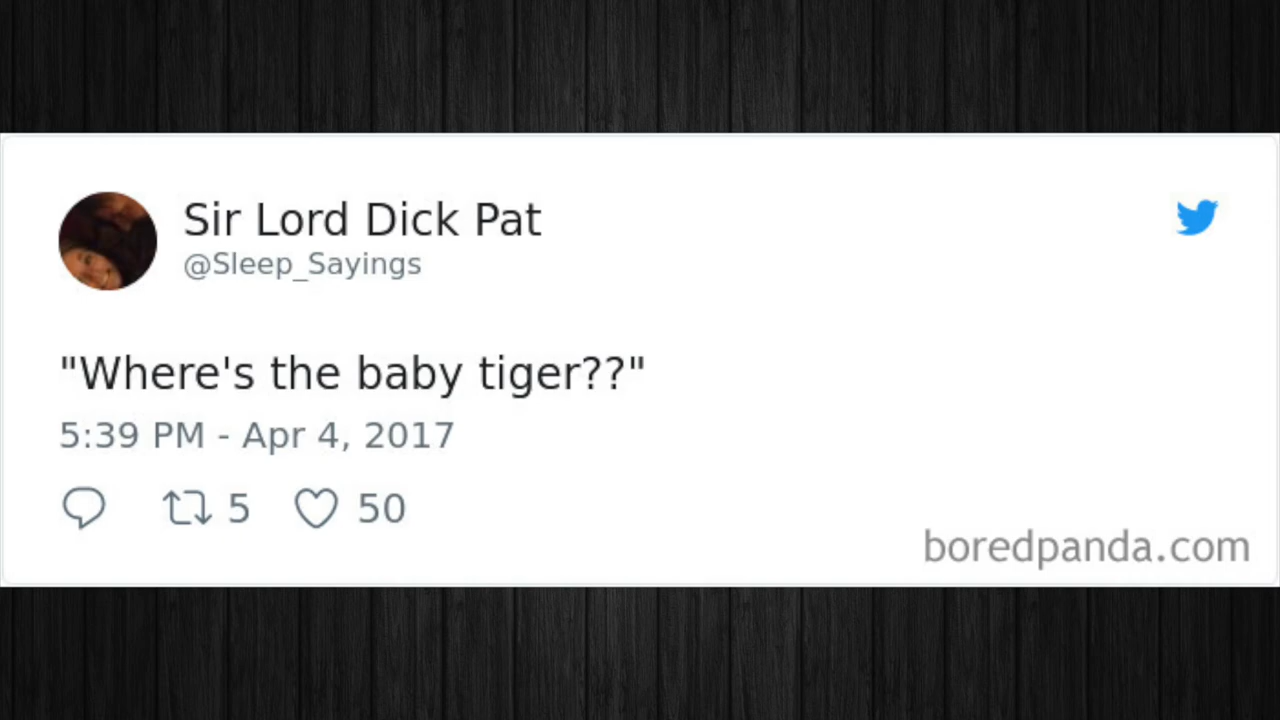 Sir Lord Dick Pat
@Sleep_Sayings
"Where's the baby tiger??"
5:39 PM - Apr 4, 2017
5 50
boredpanda.com